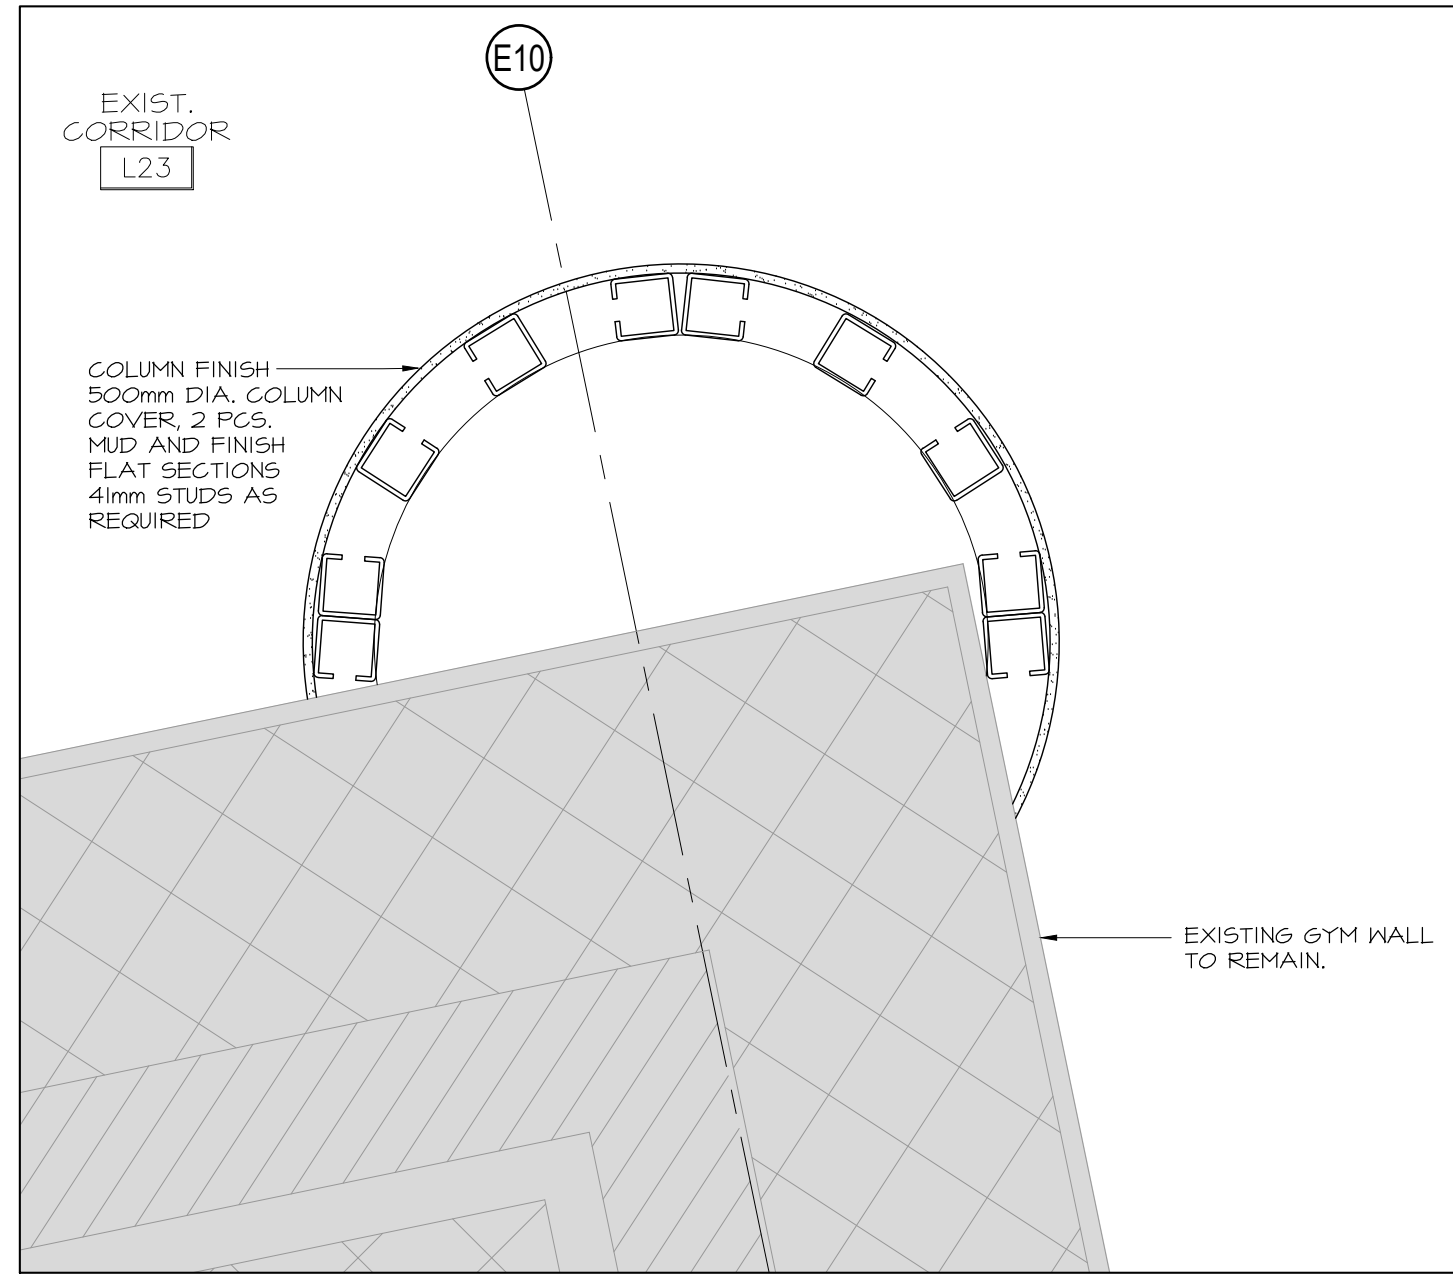 E10
EXIST.
CORRIDOR
L23
COLUMN FINISH
500mm DIA. COLUMN
COVER, 2 PCS.
MUD AND FINISH
FLAT SECTIONS
41mm STUDS AS
REQUIRED
EXISTING GYM WALL
TO REMAIN.